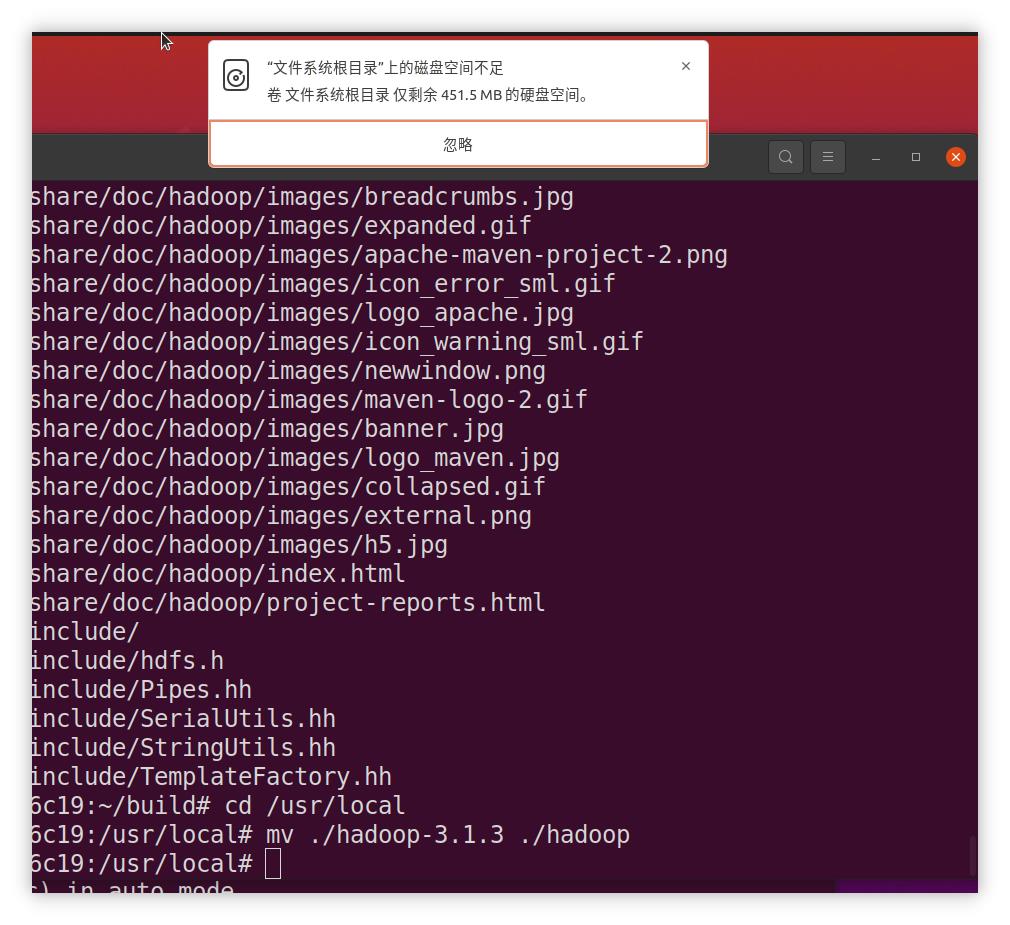 “文件系统根目录”上的磁盘空间不足
卷 文件系统根目录 仅剩余 451.5 MB 的硬盘空间。
忽略
share/doc/hadoop/images/breadcrumbs.jpg
share/doc/hadoop/images/expanded.gif
share/doc/hadoop/images/apache-maven-project-2.png
share/doc/hadoop/images/icon_error_sml.gif
share/doc/hadoop/images/logo_apache.jpg
share/doc/hadoop/images/icon_warning_sml.gif
share/doc/hadoop/images/newwindow.png
share/doc/hadoop/images/maven-logo-2.gif
share/doc/hadoop/images/banner.jpg
share/doc/hadoop/images/logo_maven.jpg
share/doc/hadoop/images/collapsed.gif
share/doc/hadoop/images/external.png
share/doc/hadoop/images/h5.jpg
share/doc/hadoop/index.html
share/doc/hadoop/project-reports.html
include/
include/hdfs.h
include/Pipes.hh
include/SerialUtils.hh
include/StringUtils.hh
include/TemplateFactory.hh
6c19:~/build# cd /usr/local
6c19:/usr/local# mv ./hadoop-3.1.3 ./hadoop
6c19:/usr/local#
) in auto mode